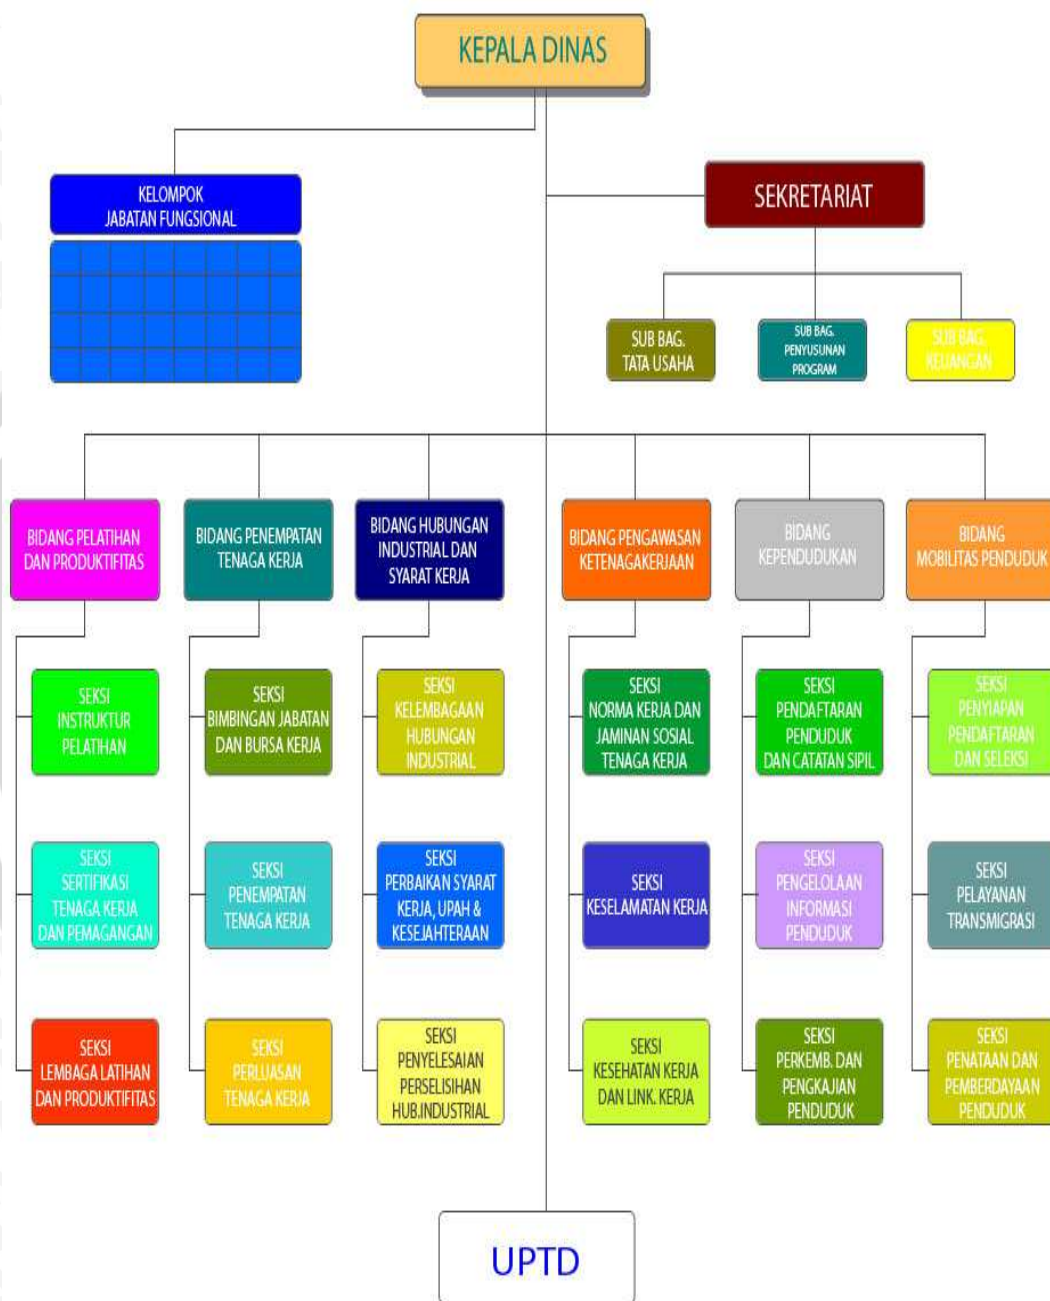 KEPALA DINAS
KELOMPOK
JABATAN FUNGSIONAL
SEKRETARIAT
SUB BAG.
TATA USAHA
SUB BAG.
PENYUSUNAN
PROGRAM
SUB BAG.
KEUANGAN
BIDANG PELATIHAN
DAN PRODUKTIFITAS
BIDANG PENEMPATAN
TENAGA KERJA
BIDANG HUBUNGAN
INDUSTRIAL DAN
SYARAT KERJA
BIDANG PENGAWASAN
KETENAGAKERJAAN
BIDANG
KEPENDUDUKAN
BIDANG
MOBILITAS PENDUDUK
SEKSI
INSTRUKTUR
PELATIHAN
SEKSI
BIMBINGAN JABATAN
DAN BURSA KERJA
SEKSI
KELEMBAGAAN
HUBUNGAN
INDUSTRIAL
SEKSI
NORMA KERJA DAN
JAMINAN SOSIAL
TENAGA KERJA
SEKSI
PENDAFTARAN
PENDUDUK
DAN CATATAN SIPIL
SEKSI
PENYIAPAN
PENDAFTARAN
DAN SELEKSI
SEKSI
SERTIFIKASI
TENAGA KERJA
DAN PEMAGANGAN
SEKSI
PENEMPATAN
TENAGA KERJA
SEKSI
PERBAIKAN SYARAT
KERJA, UPAH &
KESEJAHTERAAN
SEKSI
KESELAMATAN KERJA
SEKSI
PENGELOLAAN
INFORMASI
PENDUDUK
SEKSI
PELAYANAN
TRANSMIGRASI
SEKSI
LEMBAGA LATIHAN
DAN PRODUKTIFITAS
SEKSI
PERLUASAN
TENAGA KERJA
SEKSI
PENYELESAIAN
PERSELISIHAN
HUB.INDUSTRIAL
SEKSI
KESEHATAN KERJA
DAN LINK. KERJA
SEKSI
PERKEMB. DAN
PENGKAJIAN
PENDUDUK
SEKSI
PENATAAN DAN
PEMBERDAYAAN
PENDUDUK
UPTD